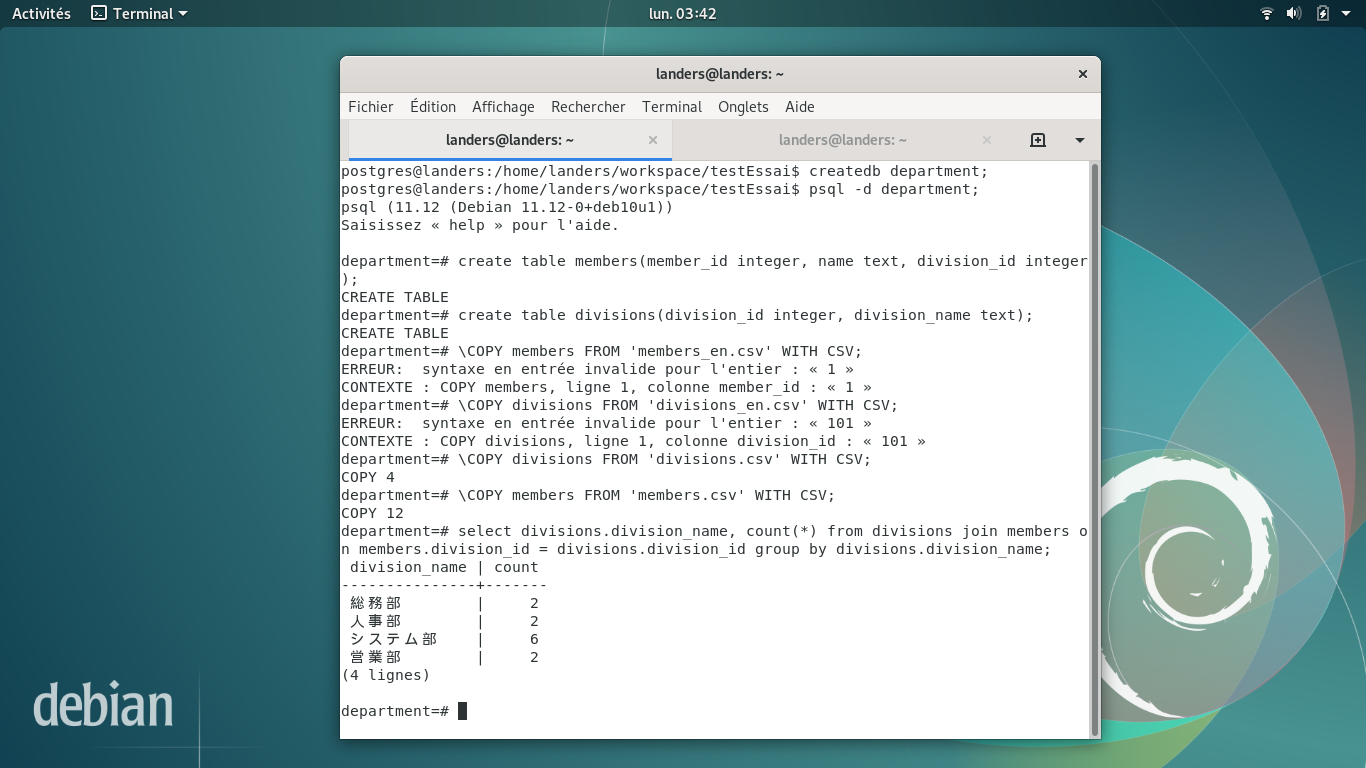 Activités Terminal lun. 03:42
landers@landers: ~
Fichier Édition Affichage Rechercher Terminal Onglets Aide
landers@landers: ~ landers@landers: ~
postgres@landers:/home/landers/workspace/testEssai$ createdb department;
postgres@landers:/home/landers/workspace/testEssai$ psql -d department;
psql (11.12 (Debian 11.12-0+deb10u1))
Saisissez « help » pour l'aide.
department=# create table members(member_id integer, name text, division_id integer
);
CREATE TABLE
department=# create table divisions(division_id integer, division_name text);
CREATE TABLE
department=# \COPY members FROM 'members_en.csv' WITH CSV;
ERREUR:  syntaxe en entrée invalide pour l'entier : « 1 »
CONTEXTE : COPY members, ligne 1, colonne member_id : « 1 »
department=# \COPY divisions FROM 'divisions_en.csv' WITH CSV;
ERREUR:  syntaxe en entrée invalide pour l'entier : « 101 »
CONTEXTE : COPY divisions, ligne 1, colonne division_id : « 101 »
department=# \COPY divisions FROM 'divisions.csv' WITH CSV;
COPY 4
department=# \COPY members FROM 'members.csv' WITH CSV;
COPY 12
department=# select divisions.division_name, count(*) from divisions join members o
n members.division_id = divisions.division_id group by divisions.division_name;
 division_name | count
---------------+-------
 総務部        |     2
 人事部        |     2
 システム部    |     6
 営業部        |     2
(4 lignes)
department=#
debian